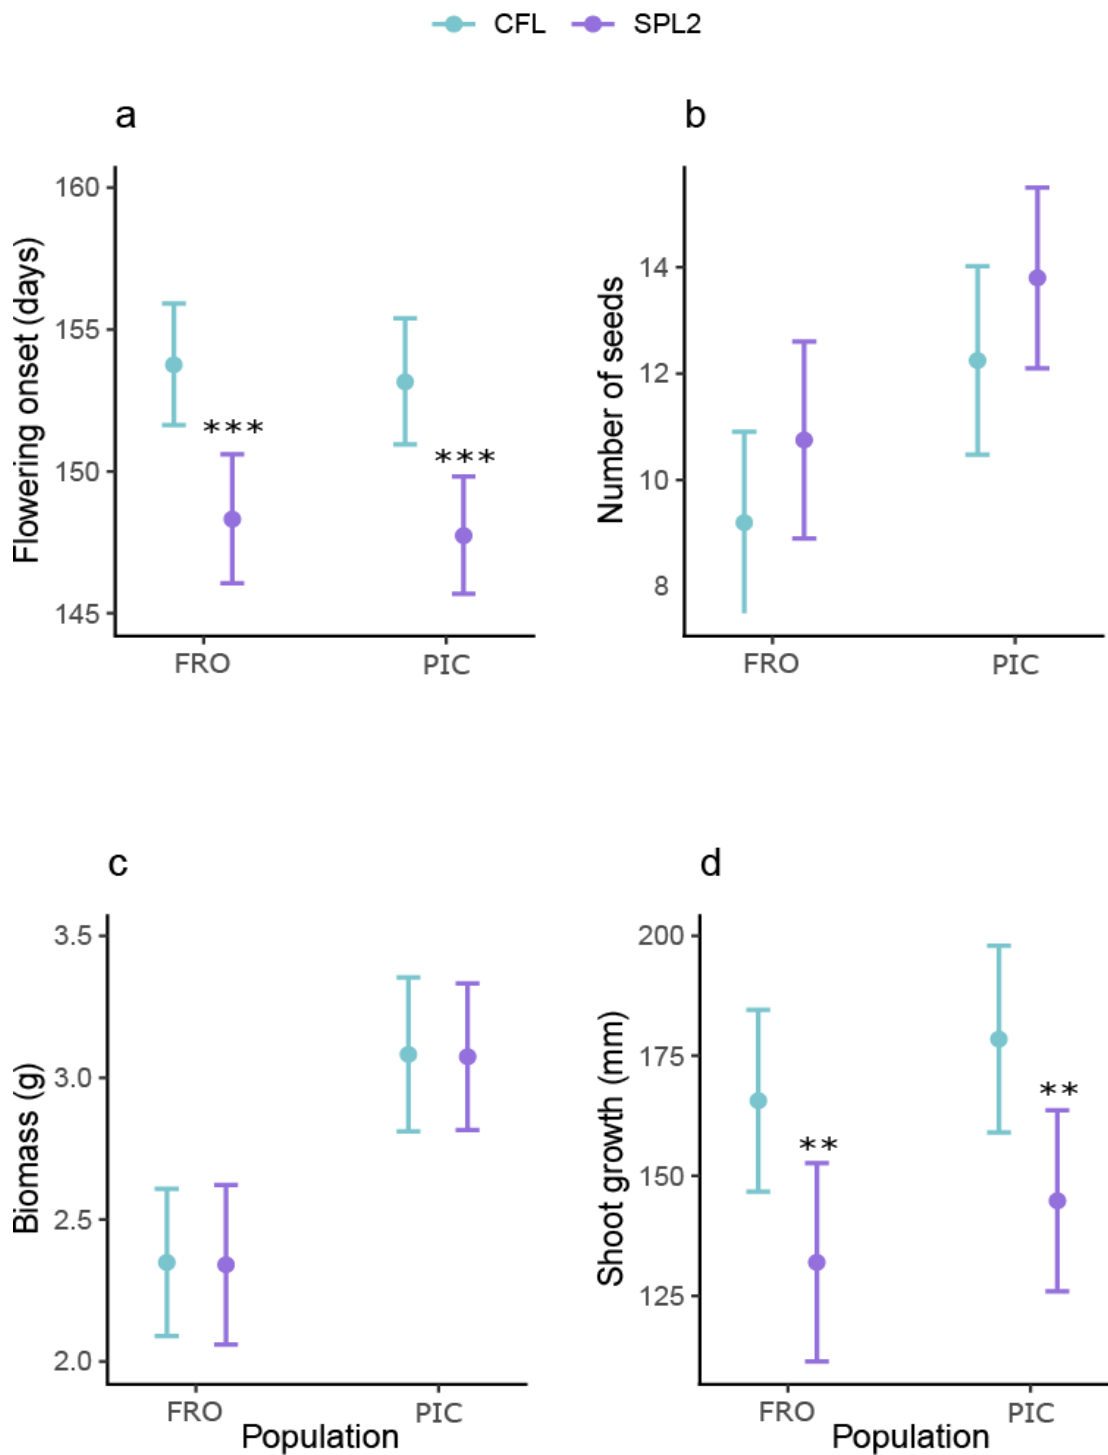 CFL SPL2
a
b
Flowering onset (days)
160
155
150
145
***
***
FRO PIC
Number of seeds
14
12
10
8
FRO PIC
c
d
Biomass (g)
3.5
3.0
2.5
2.0
FRO PIC
Population
Shoot growth (mm)
200
175
150
125
**
**
FRO PIC
Population